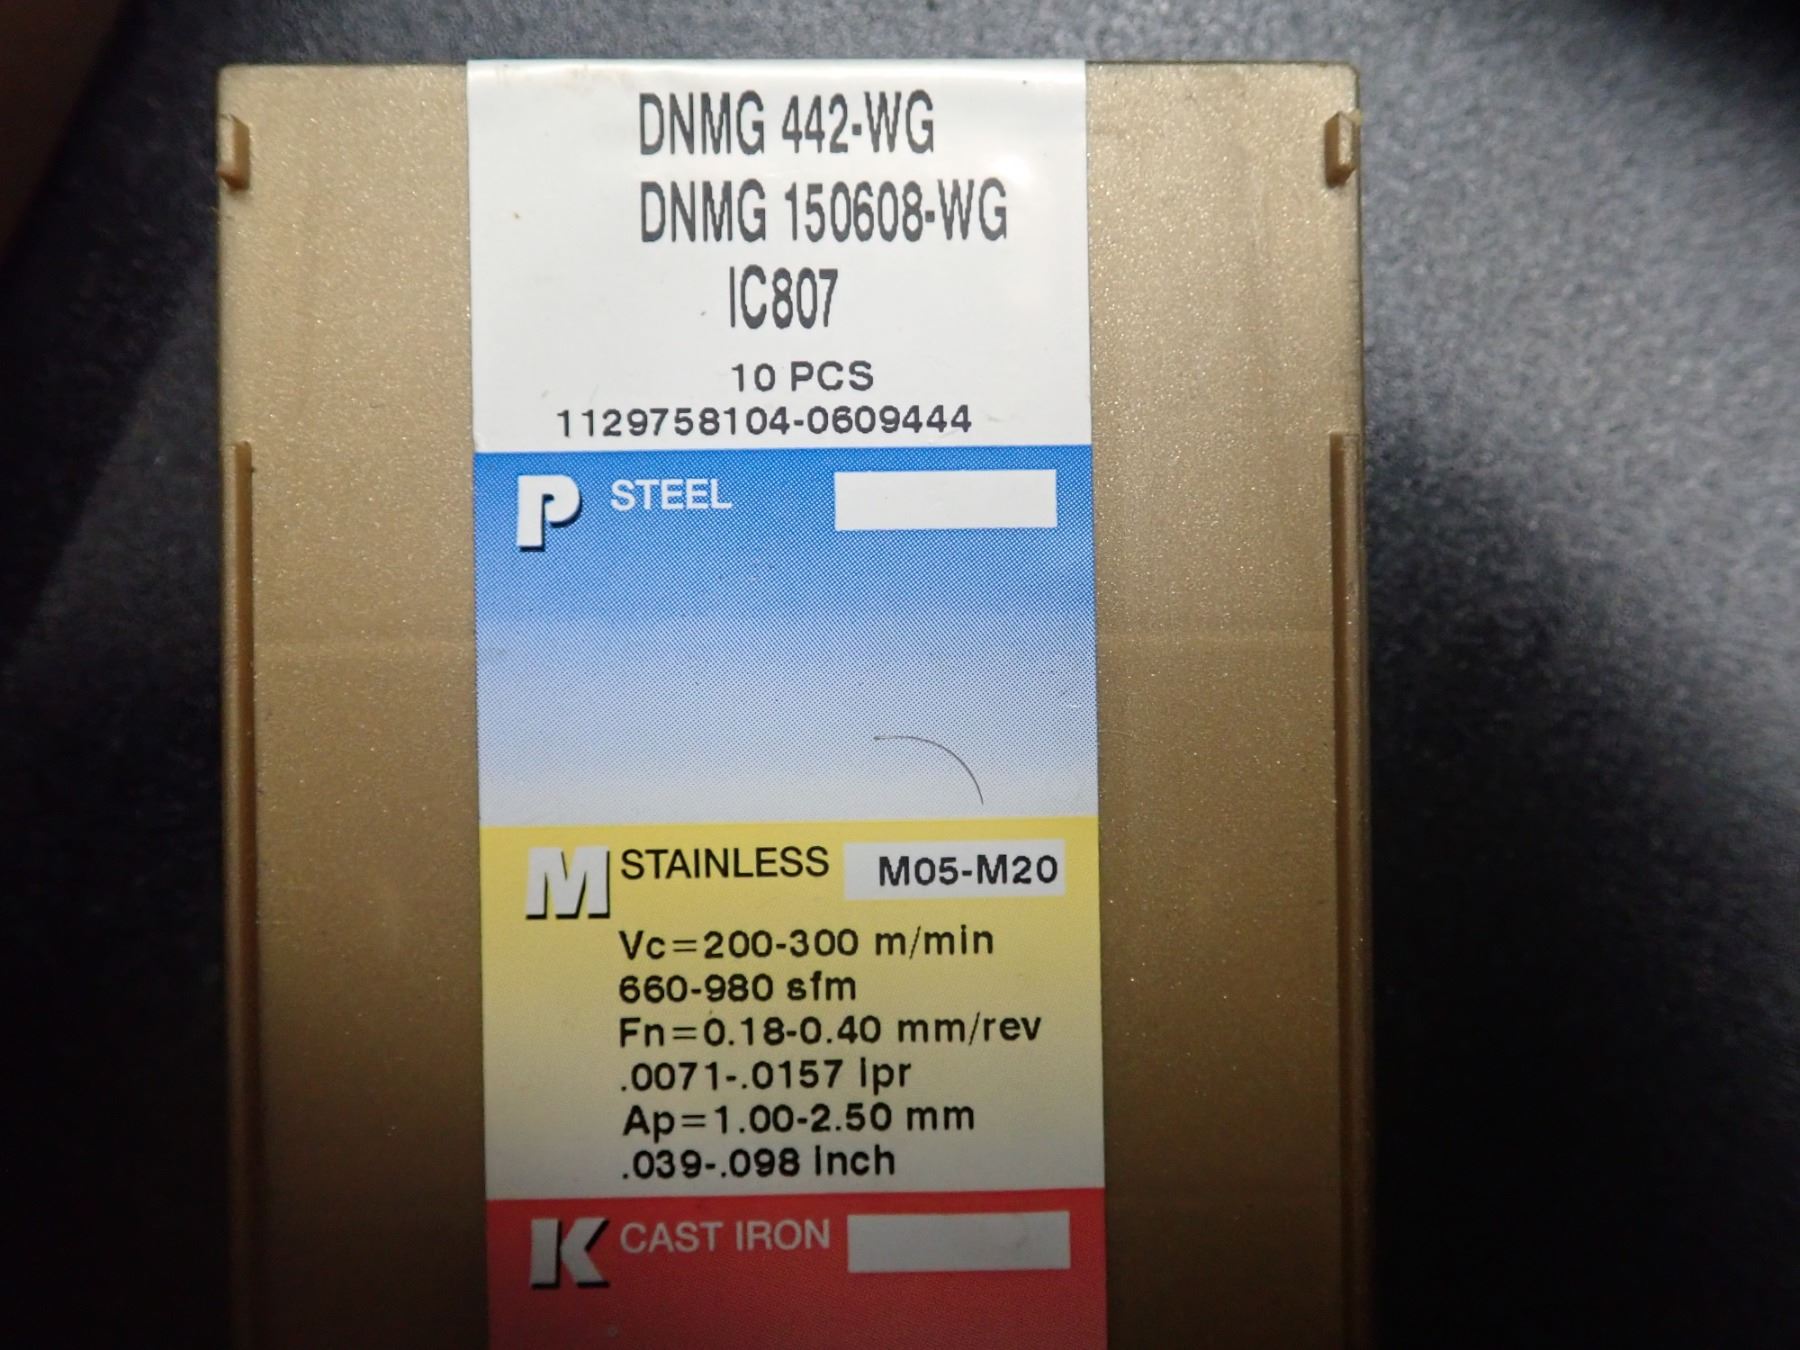 DNMG 442-WG
DNMG 150608-WG
IC807
10 PCS
1129758104-0609444
P STEEL
M STAINLESS M05-M20
Vc=200-300 m/min
660-980 sfm
Fn=0.18-0.40 mm/rev
.0071-.0157 ipr
Ap=1.00-2.50 mm
.039-.098 inch
K CAST IRON